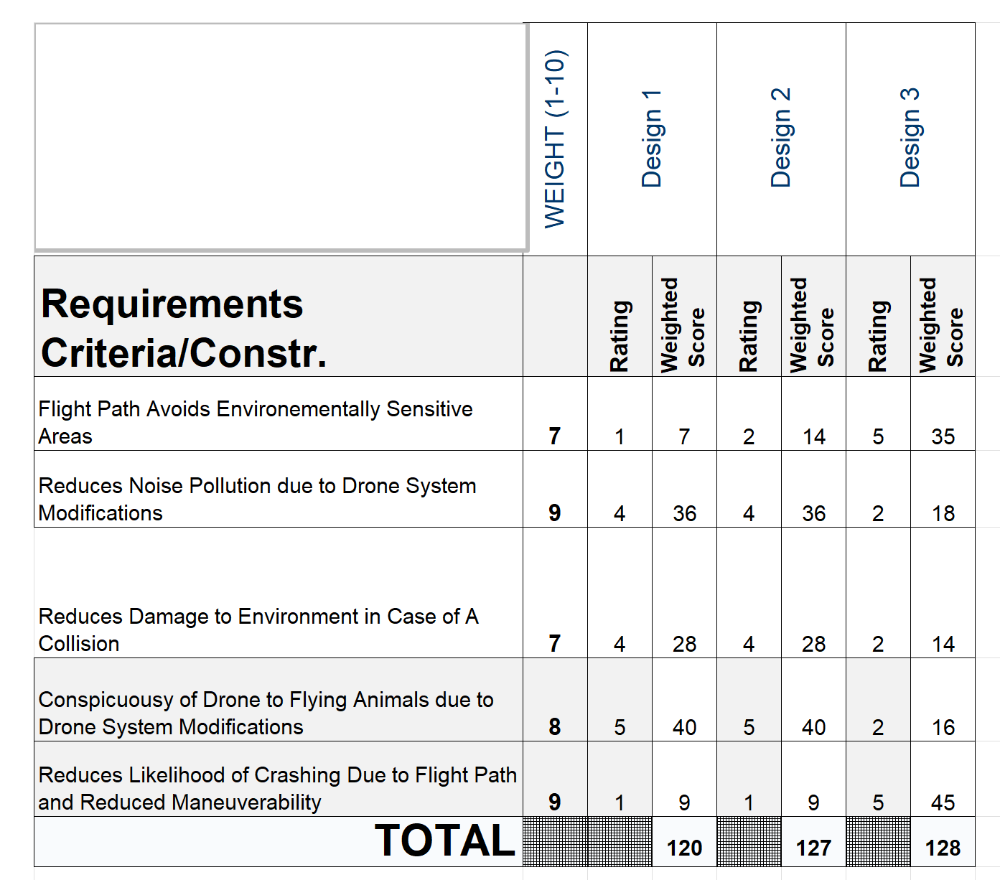 WEIGHT (1-10)
Design 1
Design 2
Design 3
Requirements
Criteria/Constr.
Rating
Weighted
Score
Rating
Weighted
Score
Rating
Weighted
Score
Flight Path Avoids Environementally Sensitive
Areas 7 1 7 2 14 5 35
Reduces Noise Pollution due to Drone System
Modifications 9 4 36 4 36 2 18
Reduces Damage to Environment in Case of A
Collision 7 4 28 4 28 2 14
Conspicuousy of Drone to Flying Animals due to
Drone System Modifications 8 5 40 5 40 2 16
Reduces Likelihood of Crashing Due to Flight Path
and Reduced Maneuverability 9 1 9 1 9 5 45
TOTAL 120 127 128